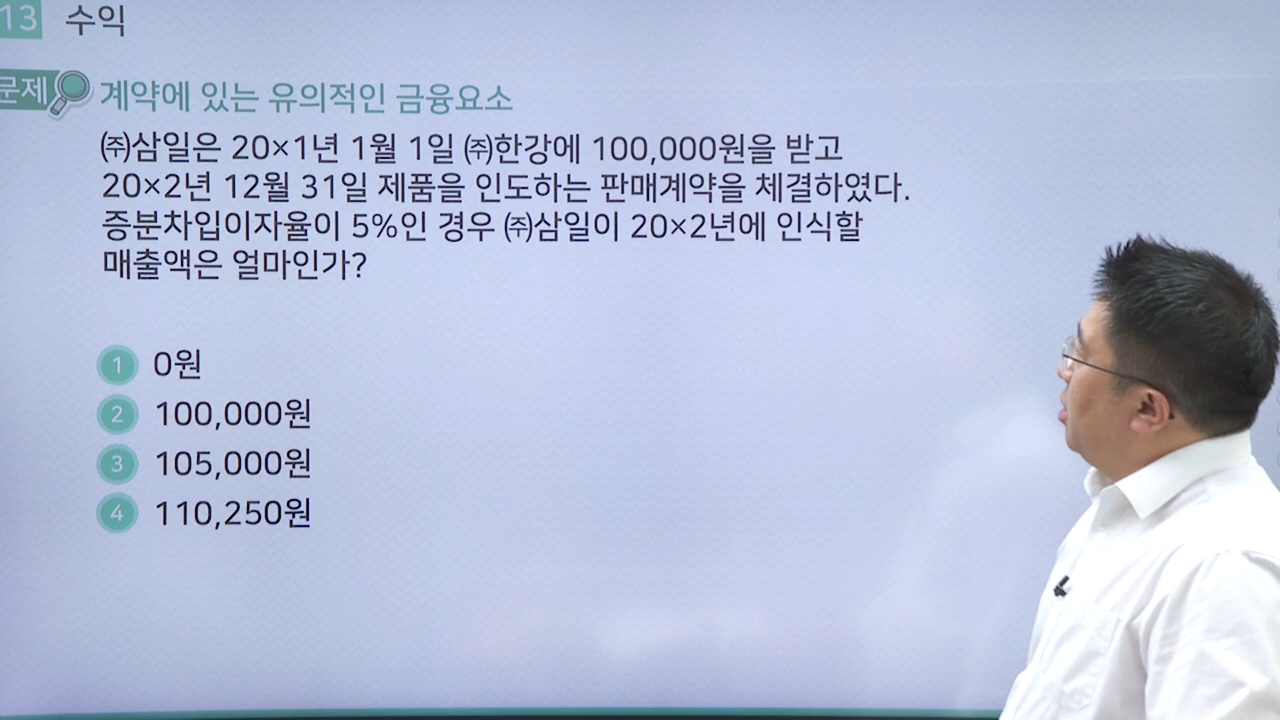 13 수익
문제 계약에 있는 유의적인 금융요소
㈜삼일은 20×1년 1월 1일 ㈜한강에 100,000원을 받고
20×2년 12월 31일 제품을 인도하는 판매계약을 체결하였다.
증분차입이자율이 5%인 경우 ㈜삼일이 20×2년에 인식할
매출액은 얼마인가?
1 0원
2 100,000원
3 105,000원
4 110,250원